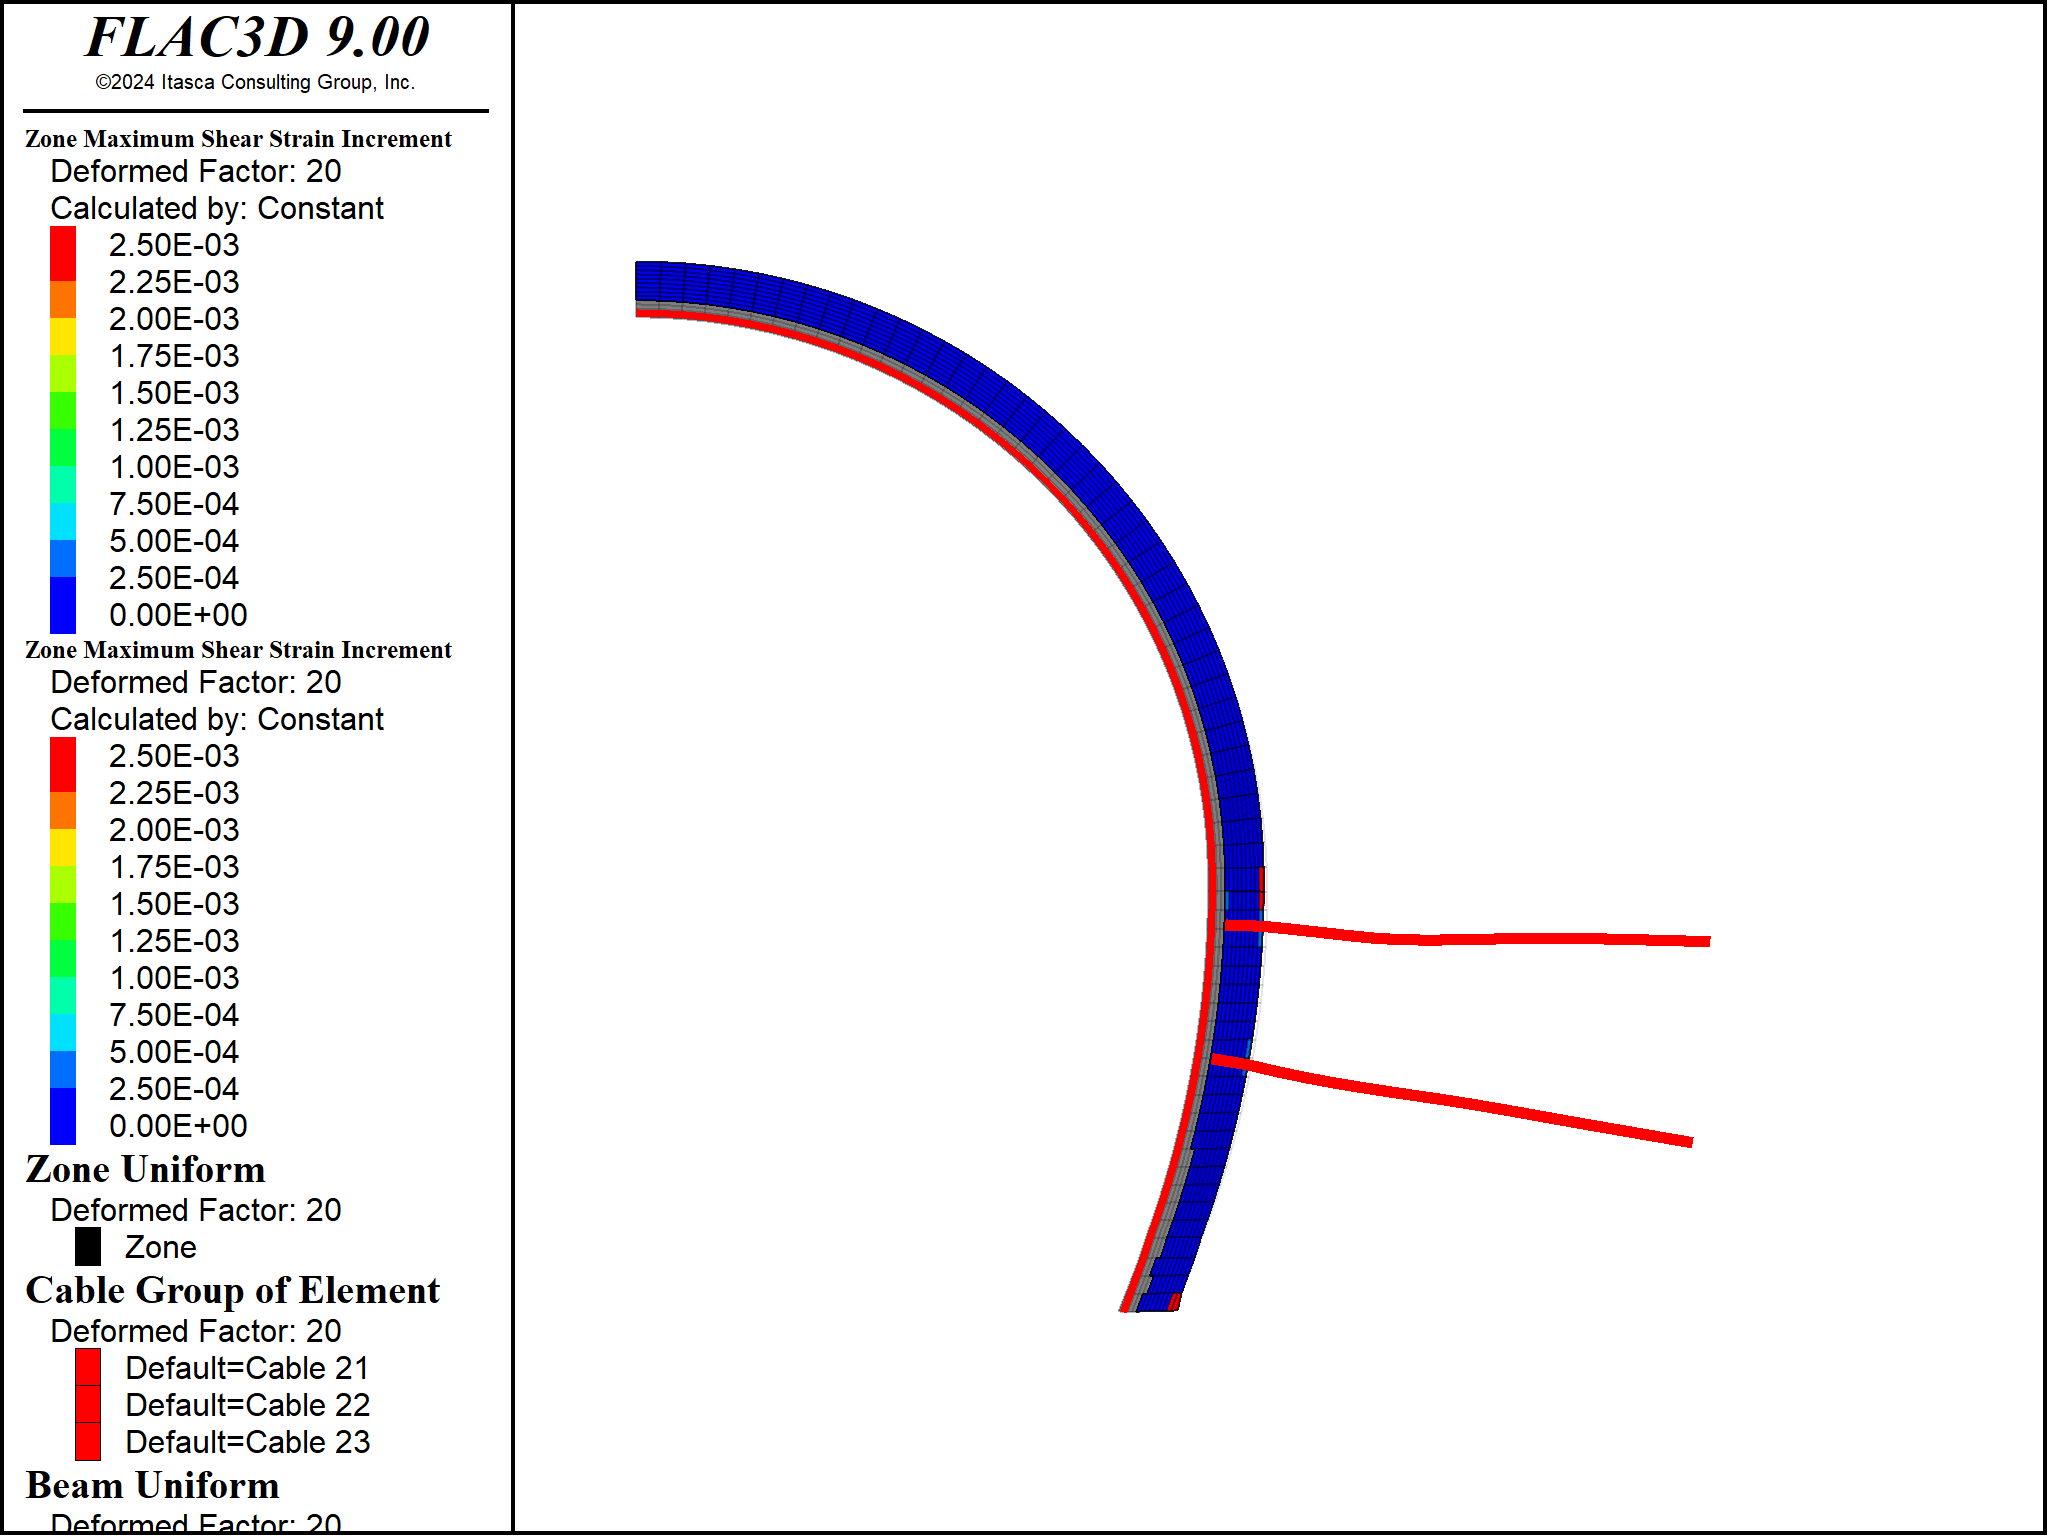 FLAC3D 9.00
©2024 Itasca Consulting Group, Inc.
Zone Maximum Shear Strain Increment
Deformed Factor: 20
Calculated by: Constant
2.50E-03
2.25E-03
2.00E-03
1.75E-03
1.50E-03
1.25E-03
1.00E-03
7.50E-04
5.00E-04
2.50E-04
0.00E+00
Zone Maximum Shear Strain Increment
Deformed Factor: 20
Calculated by: Constant
2.50E-03
2.25E-03
2.00E-03
1.75E-03
1.50E-03
1.25E-03
1.00E-03
7.50E-04
5.00E-04
2.50E-04
0.00E+00
Zone Uniform
Deformed Factor: 20
Zone
Cable Group of Element
Deformed Factor: 20
Default=Cable 21
Default=Cable 22
Default=Cable 23
Beam Uniform
Deformed Factor: 20